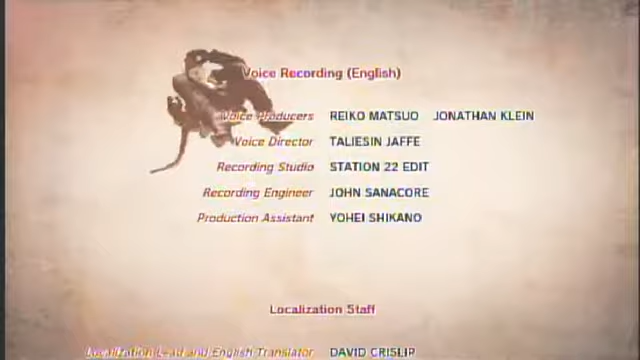 Voice Recording (English)
Voice Producers REIKO MATSUO JONATHAN KLEIN
Voice Director TALIESIN JAFFE
Recording Studio STATION 22 EDIT
Recording Engineer JOHN SANACORE
Production Assistant YOHEI SHIKANO
Localization Staff
Localization Lead and English Translator DAVID CRISLIP